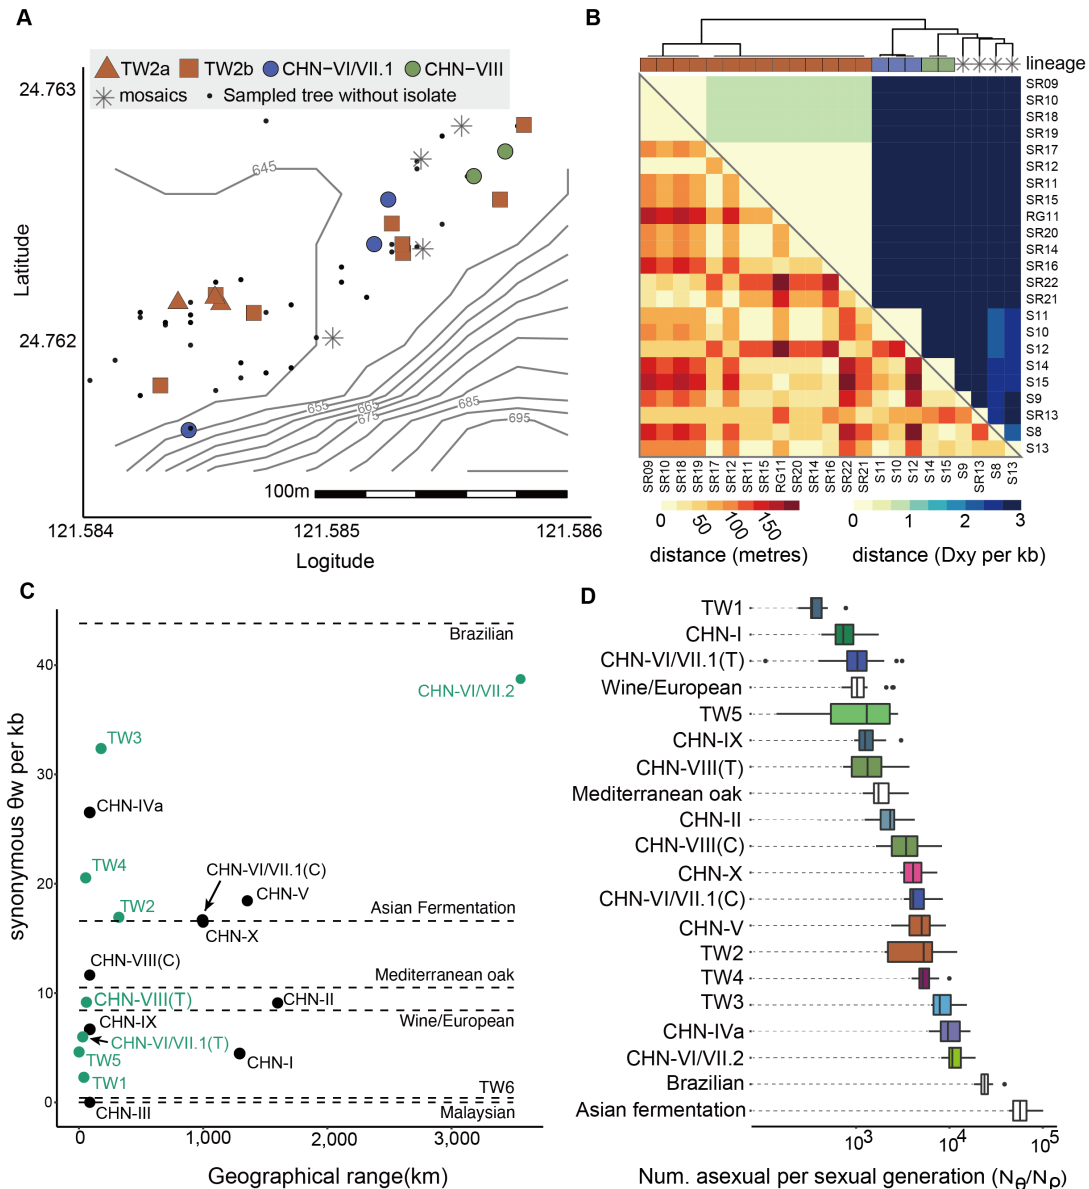 A
TW2a TW2b CHN−VI/VII.1 CHN−VIII
mosaics Sampled tree without isolate
24.763
24.762
Latitude
645
655
665
675
685
695
100m
121.584 121.585 121.586
Logitude
B
lineage
SR09
SR10
SR18
SR19
SR17
SR12
SR11
SR15
RG11
SR20
SR14
SR16
SR22
SR21
S11
S10
S12
S14
S15
S9
SR13
S8
S13
SR09 SR10 SR18 SR19 SR17 SR12 SR11 SR15 RG11 SR20 SR14 SR16 SR22 SR21 S11 S10 S12 S14 S15 S9 SR13 S8 S13
0 50 100 150
distance (metres)
0 1 2 3
distance (Dxy per kb)
C
synonymous θw per kb
40
30
20
10
0
Brazilian
CHN-VI/VII.2
TW3
CHN-IVa
TW4
CHN-VI/VII.1(C)
CHN-V
TW2
Asian Fermentation
CHN-X
CHN-VIII(C)
Mediterranean oak
CHN-VIII(T)
CHN-II
Wine/European
CHN-IX
CHN-VI/VII.1(T)
TW5
CHN-I
TW1
TW6
CHN-III
Malaysian
0 1,000 2,000 3,000
Geographical range(km)
D
TW1
CHN-I
CHN-VI/VII.1(T)
Wine/European
TW5
CHN-IX
CHN-VIII(T)
Mediterranean oak
CHN-II
CHN-VIII(C)
CHN-X
CHN-VI/VII.1(C)
CHN-V
TW2
TW4
TW3
CHN-IVa
CHN-VI/VII.2
Brazilian
Asian fermentation
10³ 10⁴ 10⁵
Num. asexual per sexual generation (Nθ/Nρ)